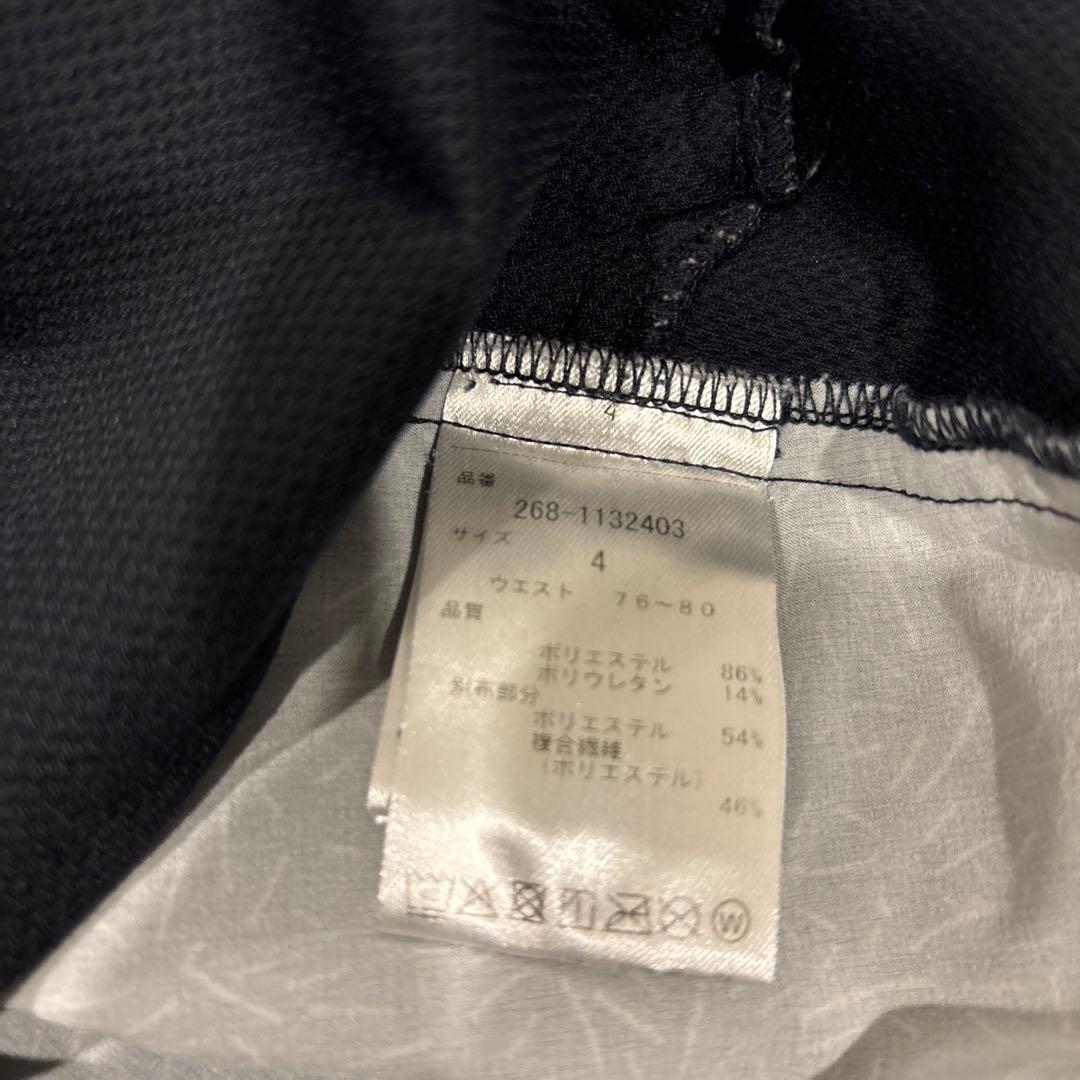 4
品番
268-1132403
サイズ
4
ウエスト 76～80
品質
ポリエステル 86%
ポリウレタン 14%
別布部分
ポリエステル 54%
複合繊維
(ポリエステル)
46%
W